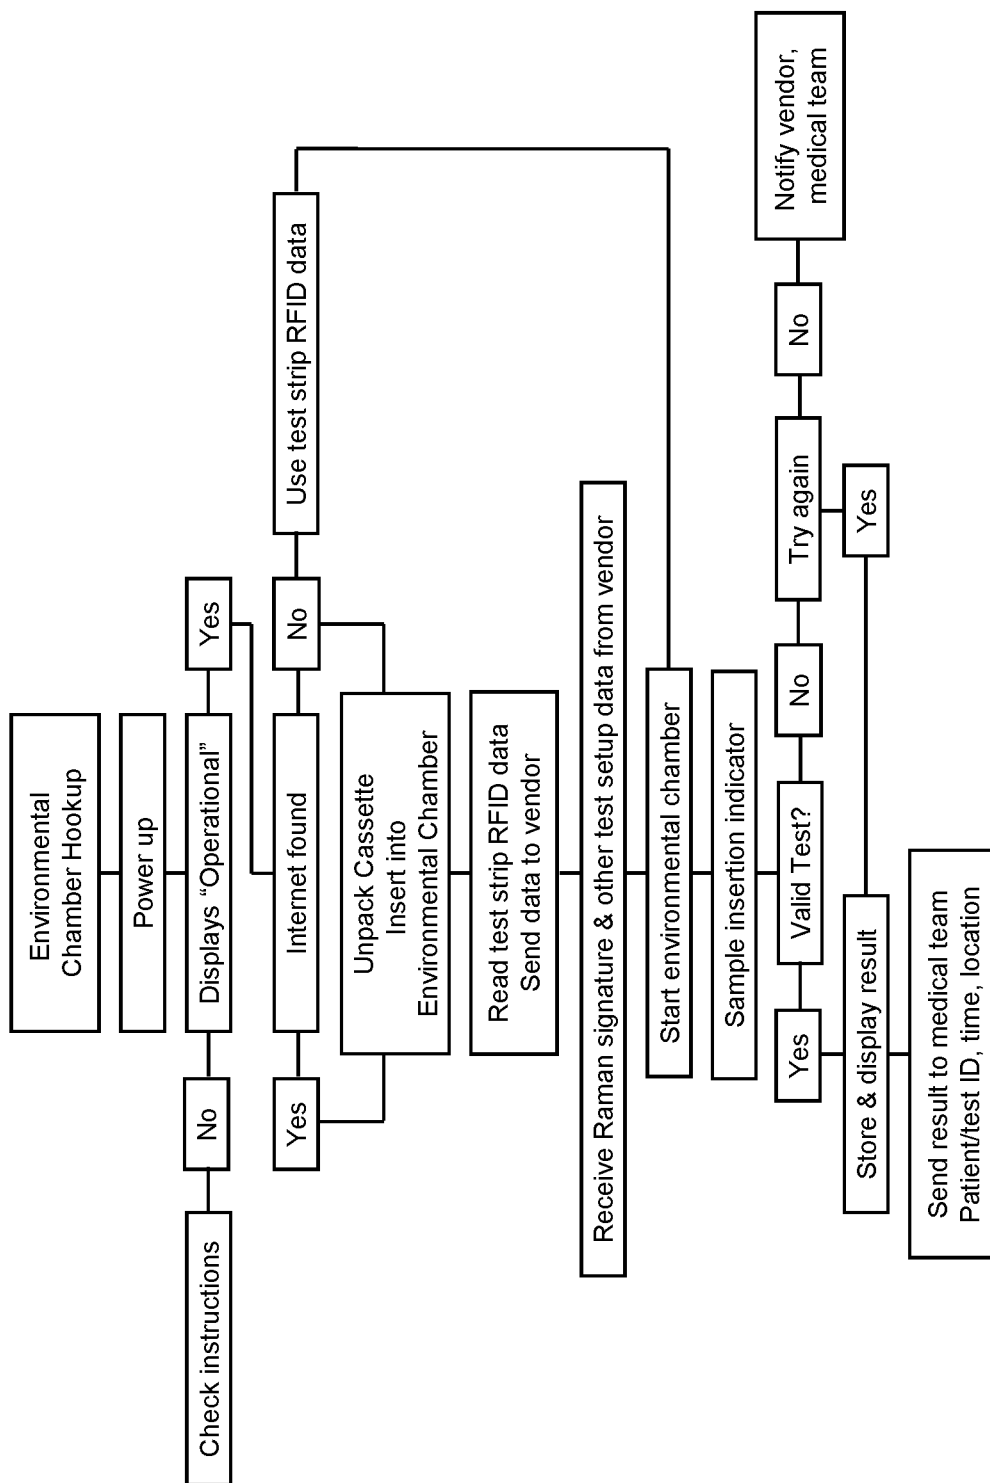 Environmental
Chamber Hookup
Power up
Check instructions
No
Displays “Operational”
Yes
Yes
Internet found
No
Use test strip RFID data
Unpack Cassette
Insert into
Environmental Chamber
Read test strip RFID data
Send data to vendor
Receive Raman signature & other test setup data from vendor
Start environmental chamber
Sample insertion indicator
Yes
Valid Test?
No
Try again
No
Notify vendor,
medical team
Store & display result
Yes
Send result to medical team
Patient/test ID, time, location